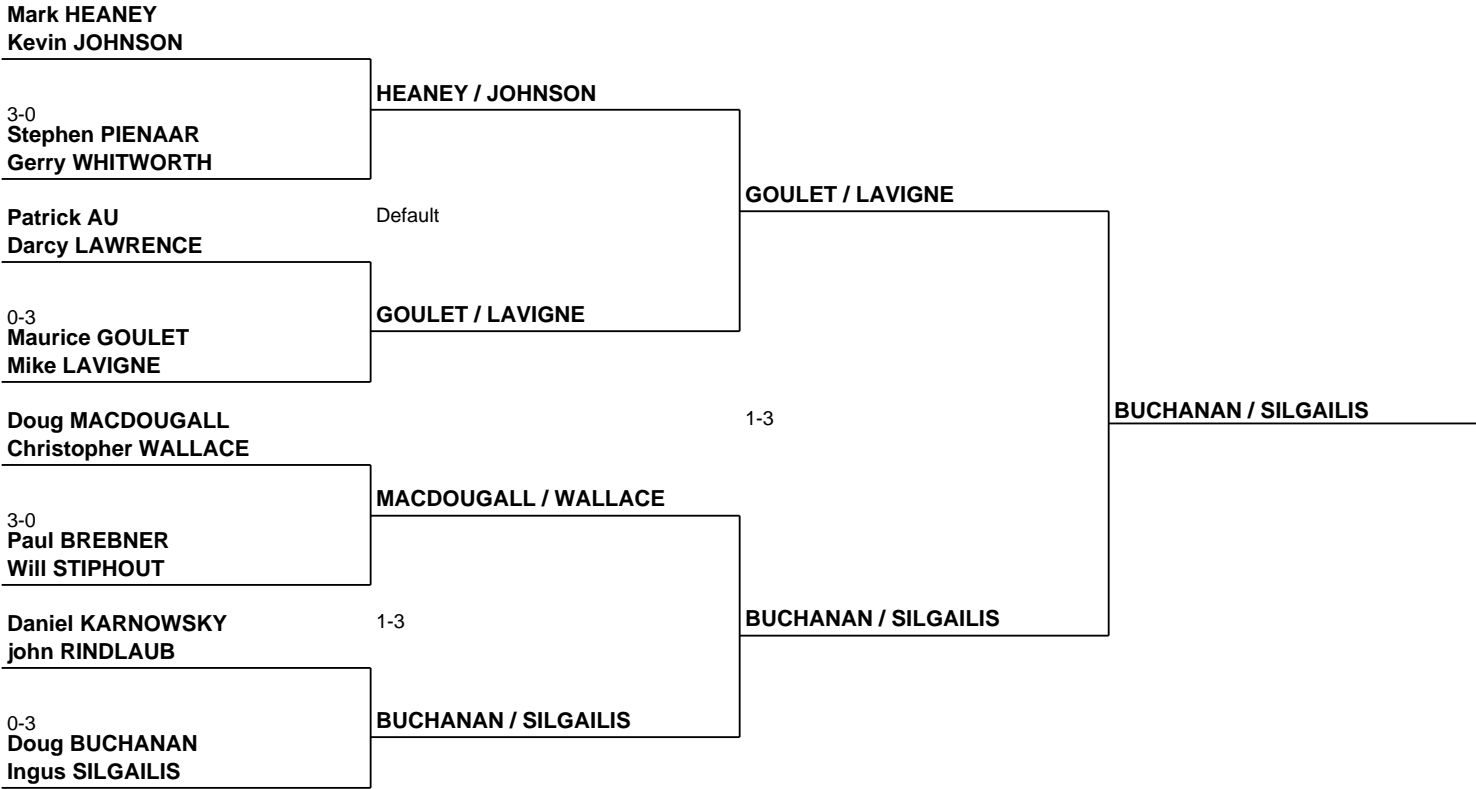 Mark HEANEY
Kevin JOHNSON
HEANEY / JOHNSON
3-0
Stephen PIENAAR
Gerry WHITWORTH
GOULET / LAVIGNE
Patrick AU
Default
Darcy LAWRENCE
GOULET / LAVIGNE
0-3
Maurice GOULET
Mike LAVIGNE
BUCHANAN / SILGAILIS
Doug MACDOUGALL
1-3
Christopher WALLACE
MACDOUGALL / WALLACE
3-0
Paul BREBNER
Will STIPHOUT
Daniel KARNOWSKY
1-3
BUCHANAN / SILGAILIS
john RINDLAUB
BUCHANAN / SILGAILIS
0-3
Doug BUCHANAN
Ingus SILGAILIS